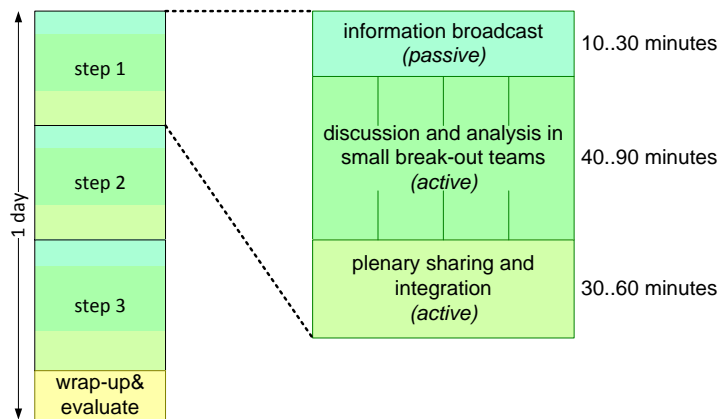 1 day
step 1
step 2
step 3
wrap-up&
evaluate
information broadcast
(passive)
10..30 minutes
discussion and analysis in
small break-out teams
(active)
40..90 minutes
plenary sharing and
integration
(active)
30..60 minutes